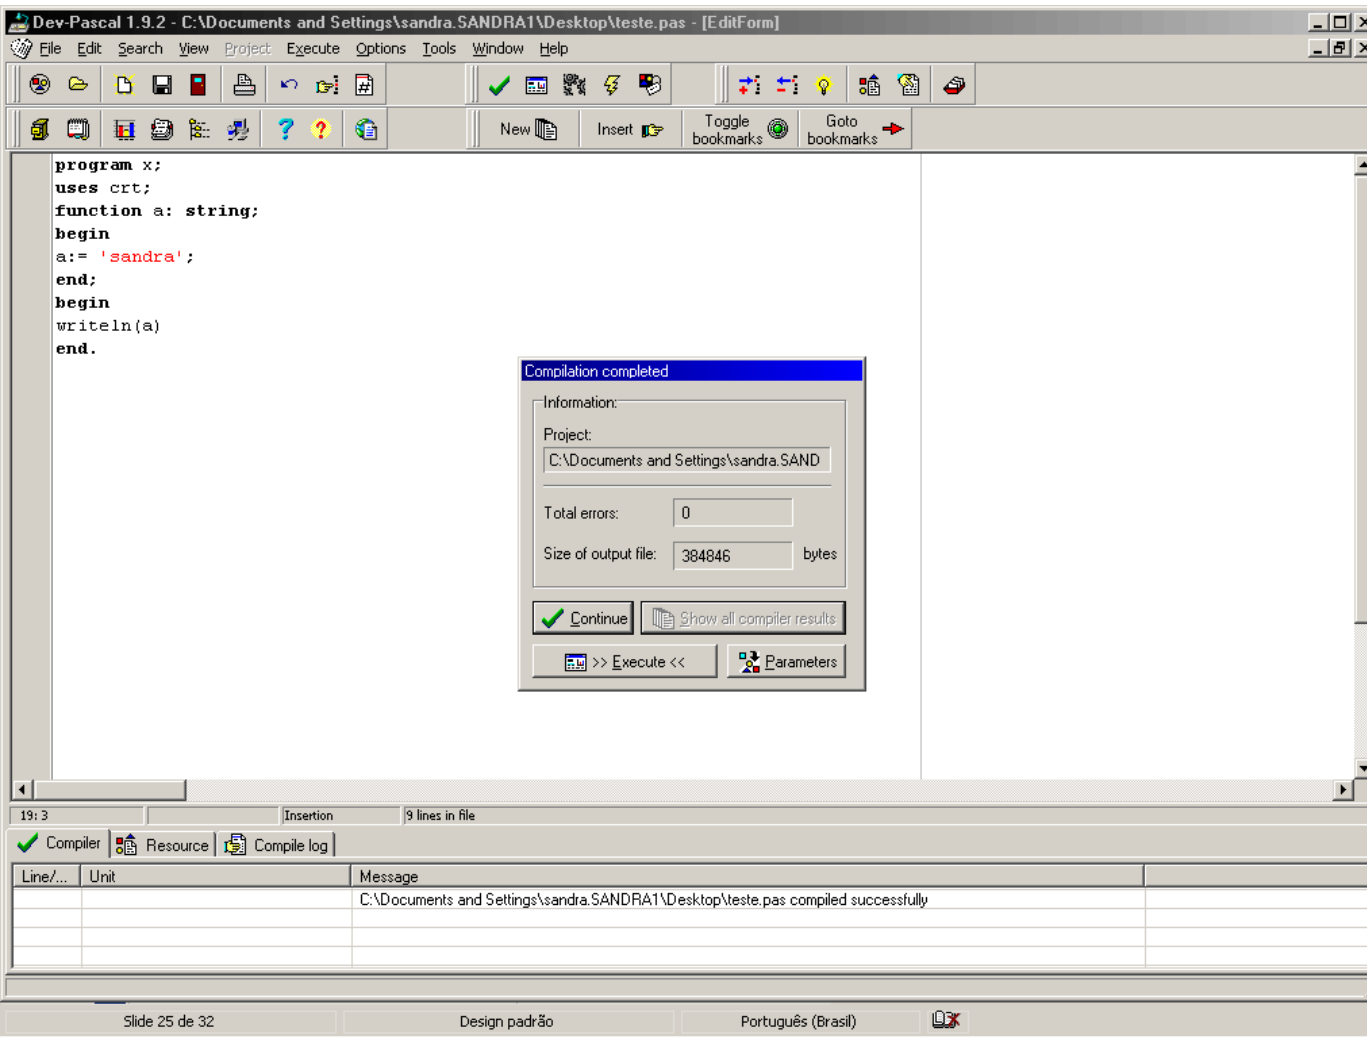 Dev-Pascal 1.9.2 - C:\Documents and Settings\sandra.SANDRA1\Desktop\teste.pas - [EditForm]
File Edit Search View Project Execute Options Tools Window Help
New Insert Toggle bookmarks Goto bookmarks
program x;
uses crt;
function a: string;
begin
a:= 'sandra';
end;
begin
writeln(a)
end.
Compilation completed
Information:
Project:
C:\Documents and Settings\sandra.SAND
Total errors: 0
Size of output file: 384846 bytes
Continue Show all compiler results
>> Execute << Parameters
19: 3 Insertion 9 lines in file
Compiler Resource Compile log
Line/... Unit Message
C:\Documents and Settings\sandra.SANDRA1\Desktop\teste.pas compiled successfully
Slide 25 de 32 Design padrão Português (Brasil)